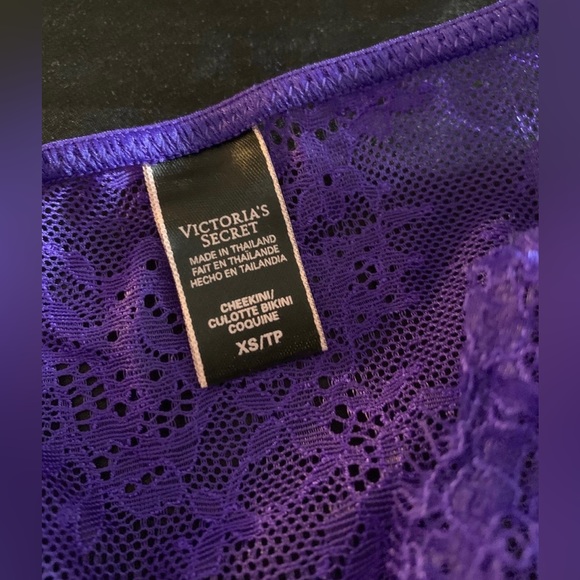 VICTORIA'S
SECRET
MADE IN THAILAND
FAIT EN THAÏLANDE
HECHO EN TAILANDIA
CHEEKINI/
CULOTTE BIKINI
COQUINE
XS/TP